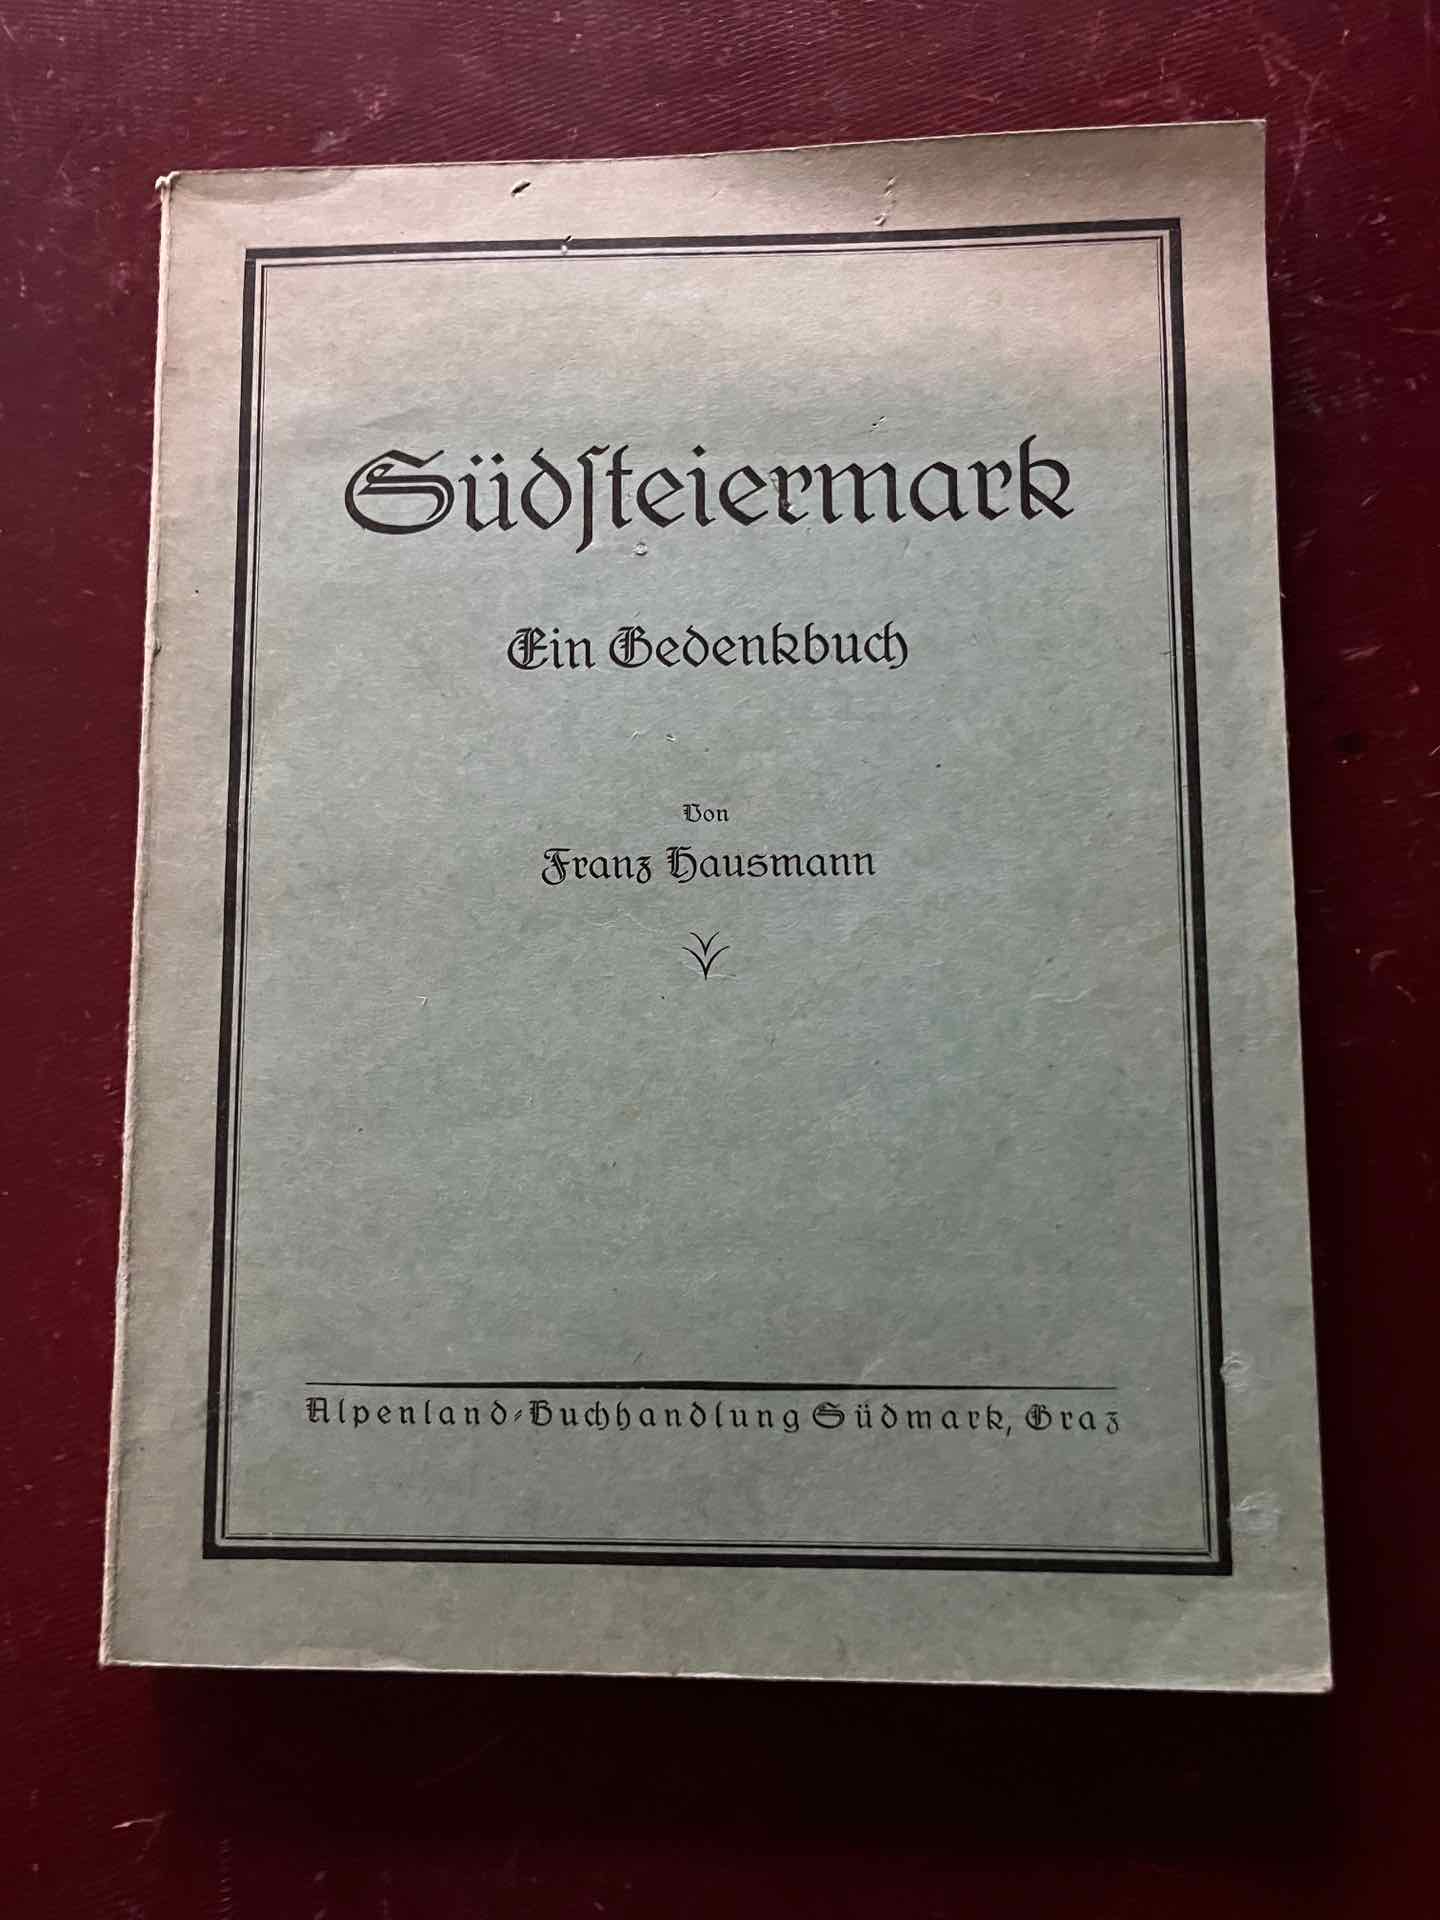 Südſteiermark
Ein Gedenkbuch
Von
Franz Hausmann
Alpenland-Buchhandlung Südmark, Graz